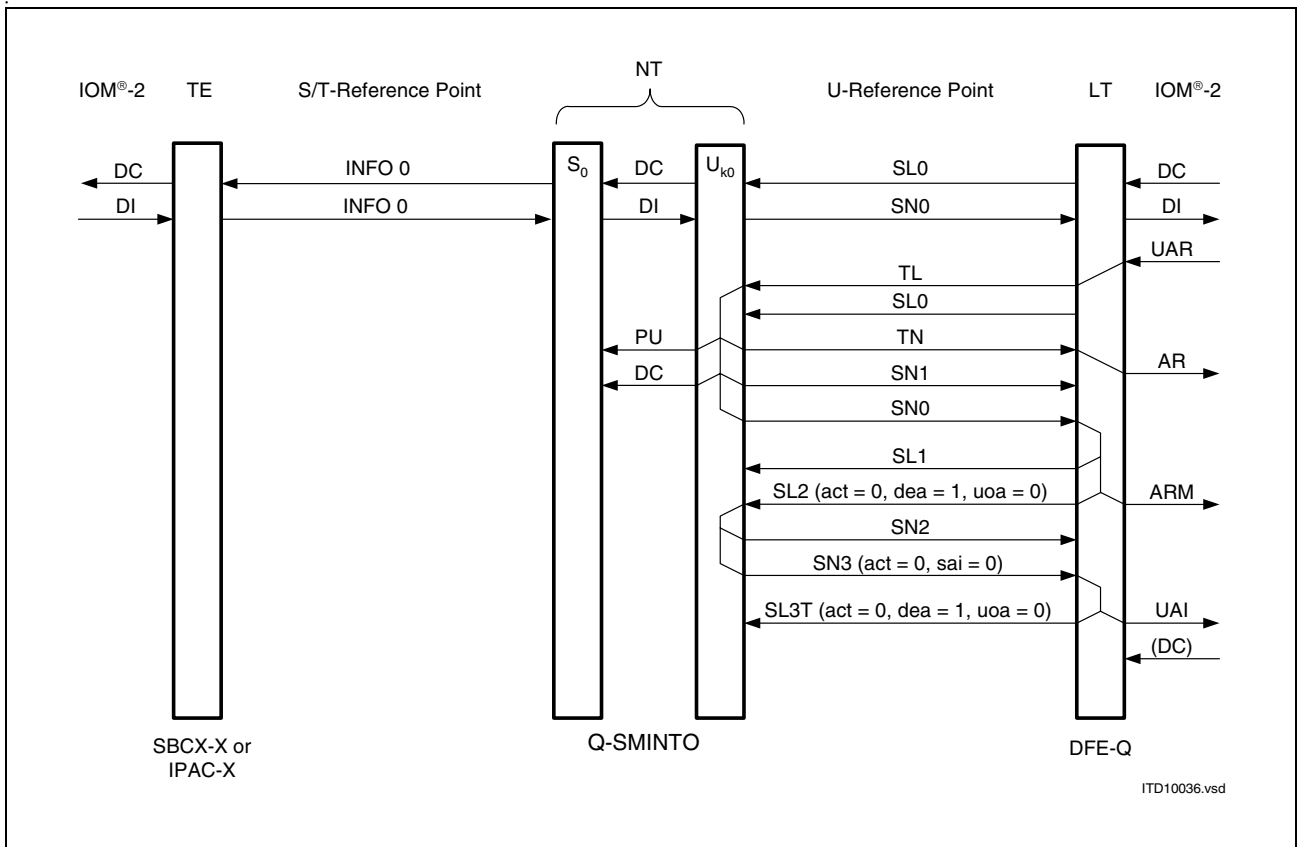 .
NT
IOM®-2 TE S/T-Reference Point U-Reference Point LT IOM®-2
S0 Uk0
DC INFO 0 DC SL0 DC
DI INFO 0 DI SN0 DI
UAR
TL
SL0
PU TN
AR
DC SN1
SN0
SL1
SL2 (act = 0, dea = 1, uoa = 0) ARM
SN2
SN3 (act = 0, sai = 0)
SL3T (act = 0, dea = 1, uoa = 0) UAI
(DC)
SBCX-X or
IPAC-X
Q-SMINTO
DFE-Q
ITD10036.vsd